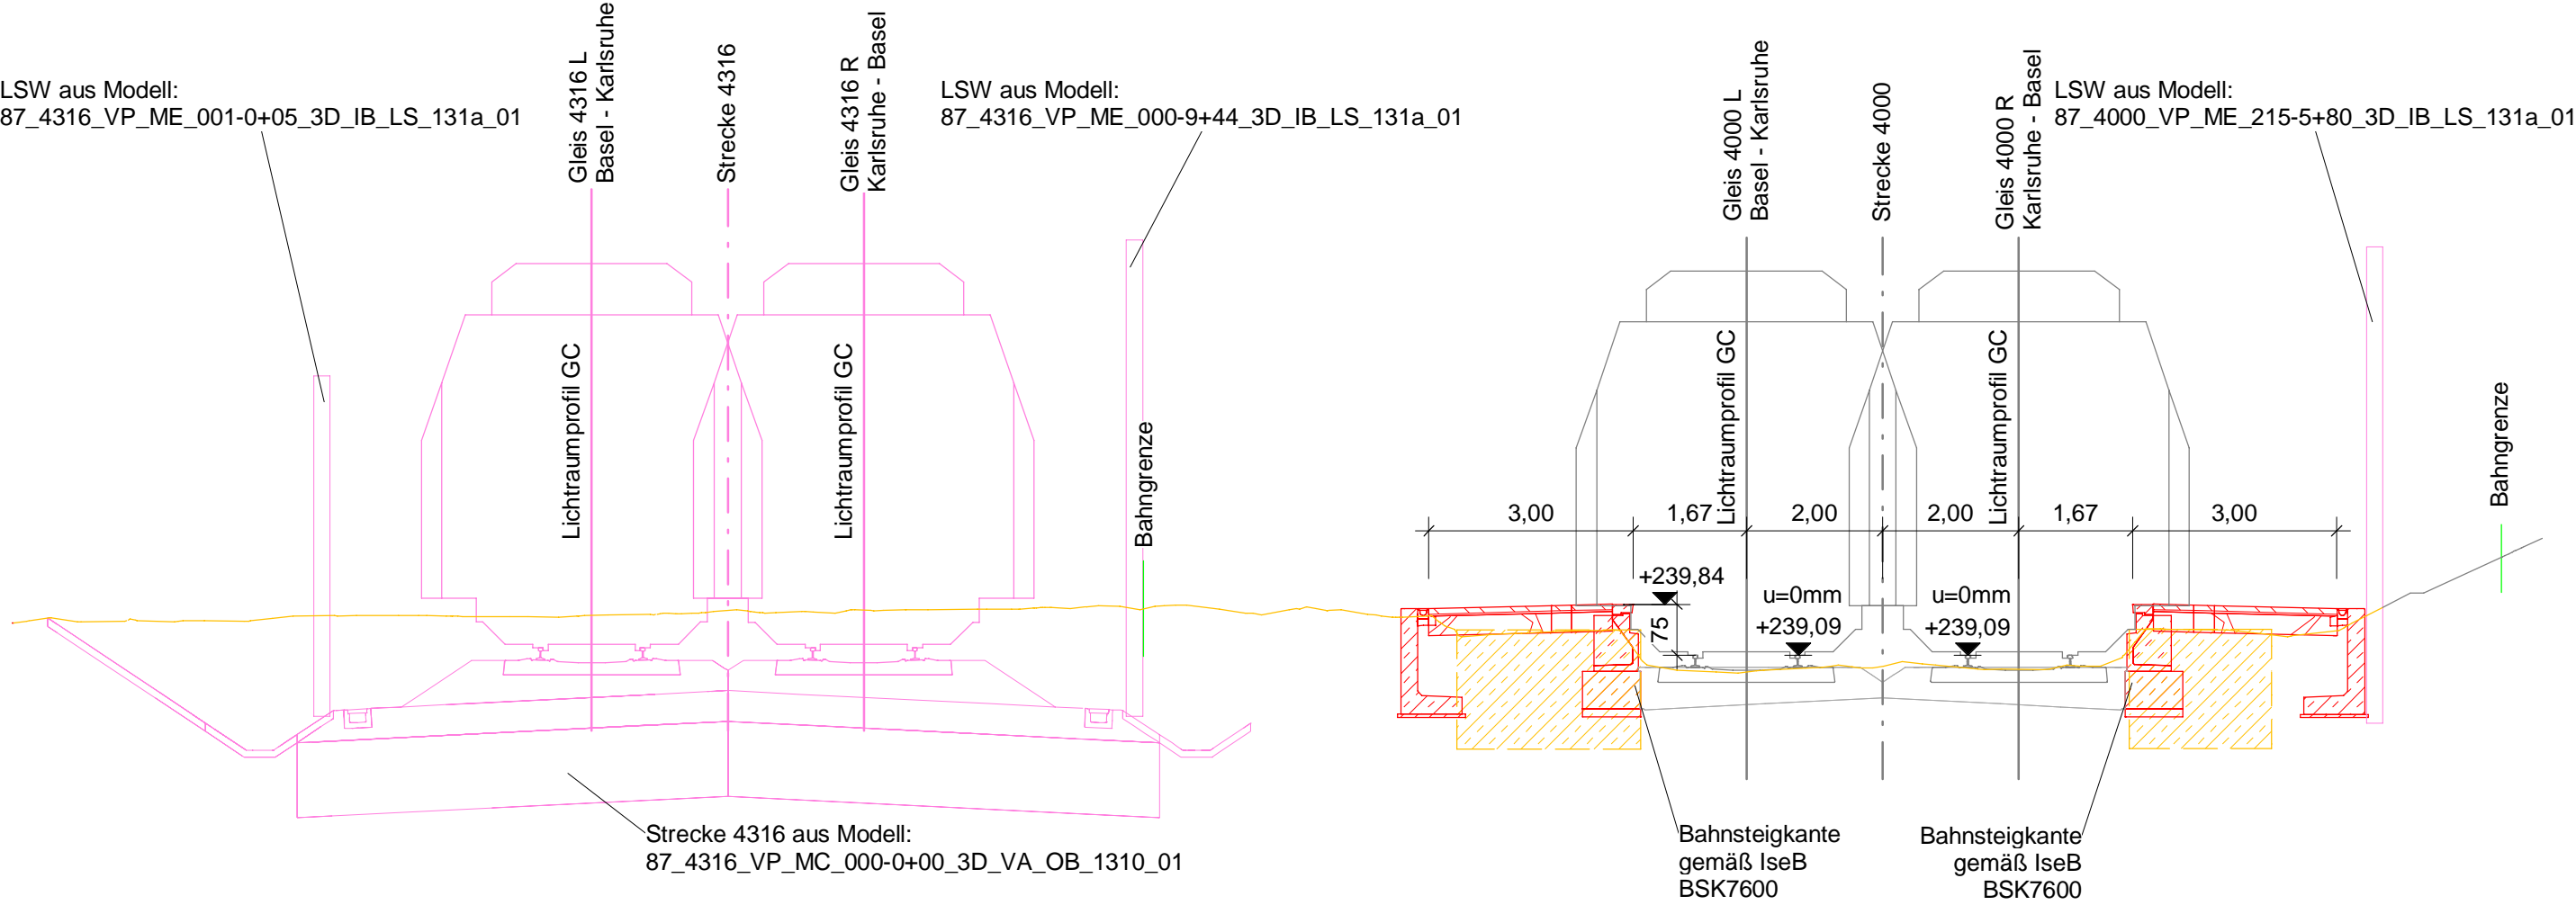 LSW aus Modell:
87_4316_VP_ME_001-0+05_3D_IB_LS_131a_01
Gleis 4316 L
Basel - Karlsruhe
Strecke 4316
Gleis 4316 R
Karlsruhe - Basel
LSW aus Modell:
87_4316_VP_ME_000-9+44_3D_IB_LS_131a_01
Gleis 4000 L
Basel - Karlsruhe
Strecke 4000
Gleis 4000 R
Karlsruhe - Basel
LSW aus Modell:
87_4000_VP_ME_215-5+80_3D_IB_LS_131a_01
Lichtraumprofil GC
Lichtraumprofil GC
Bahngrenze
Lichtraumprofil GC
Lichtraumprofil GC
Bahngrenze
3,00
1,67
2,00
2,00
1,67
3,00
+239,84
75
u=0mm
+239,09
u=0mm
+239,09
Strecke 4316 aus Modell:
87_4316_VP_MC_000-0+00_3D_VA_OB_1310_01
Bahnsteigkante
gemäß IseB
BSK7600
Bahnsteigkante
gemäß IseB
BSK7600